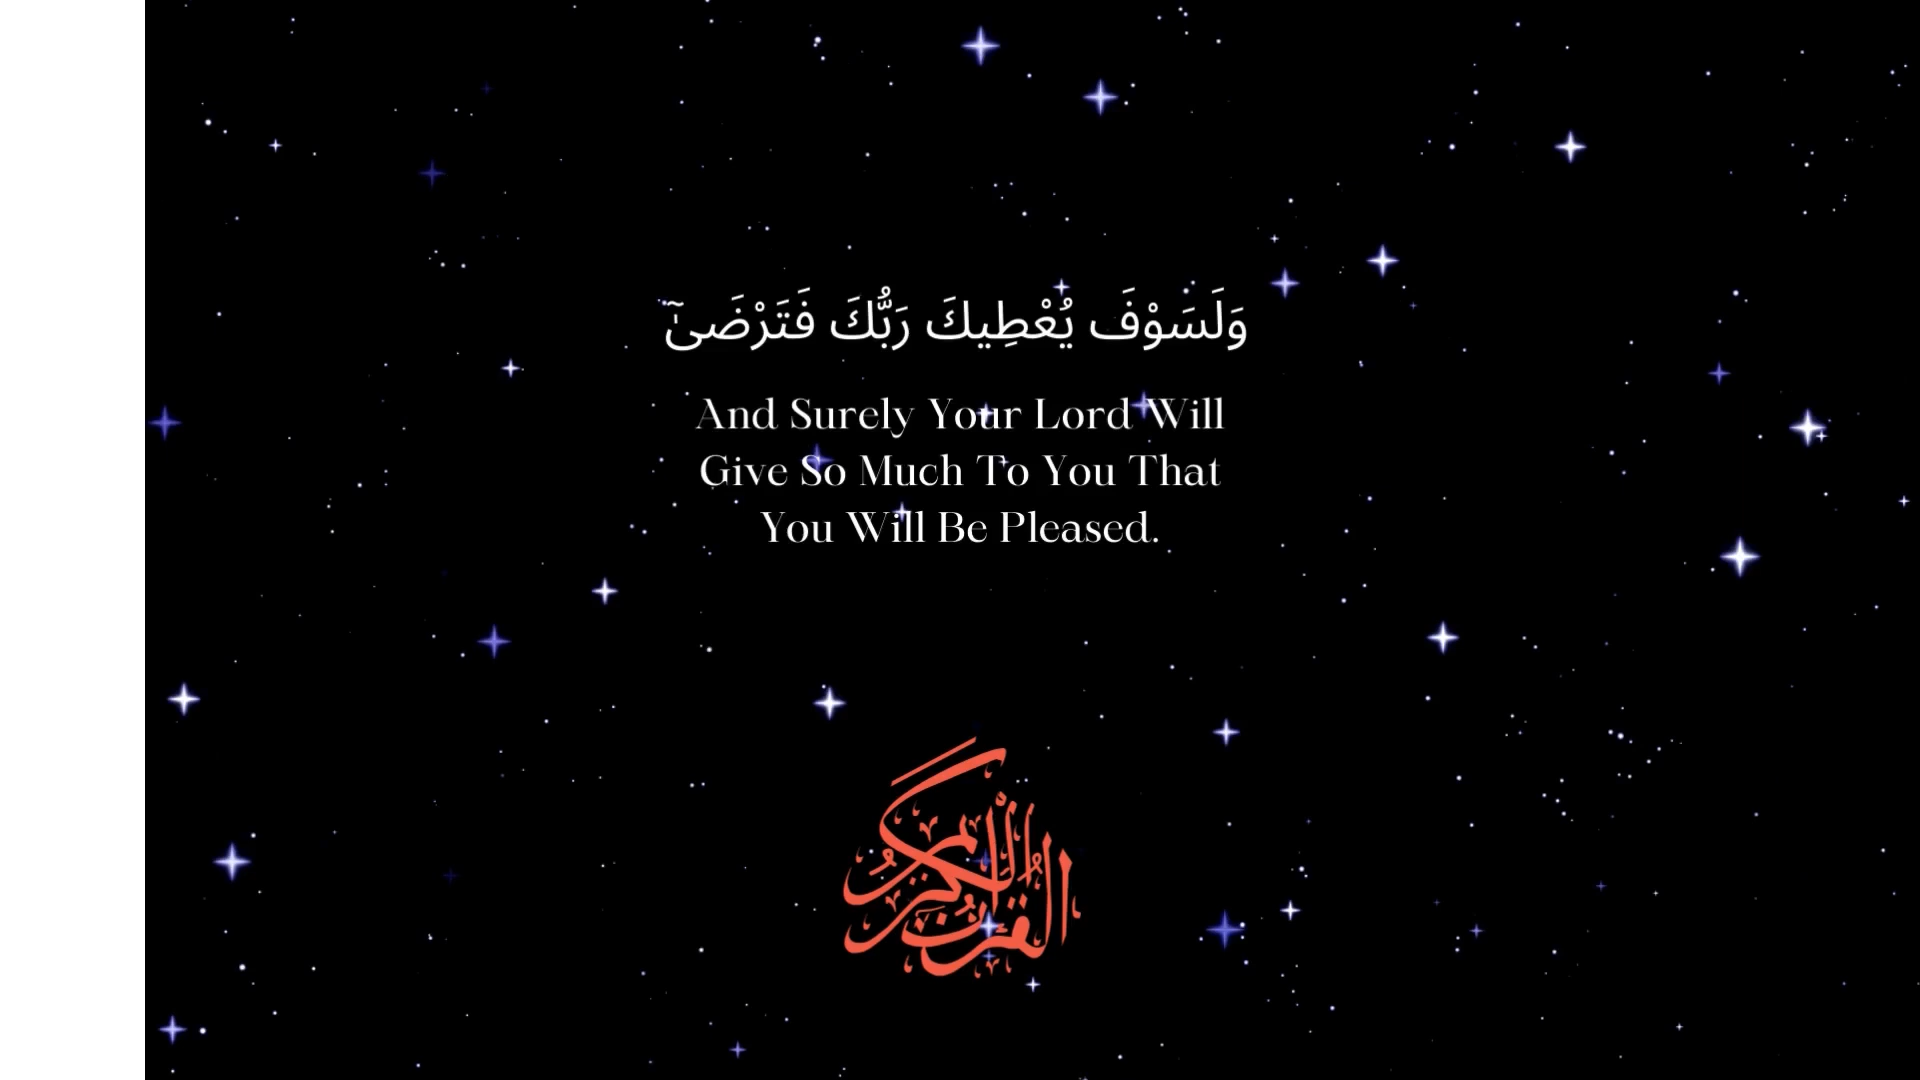 وَلَسَوْفَ يُعْطِيكَ رَبُّكَ فَتَرْضَىٰٓ
And Surely Your Lord Will
Give So Much To You That
You Will Be Pleased.
القرآن الكريم